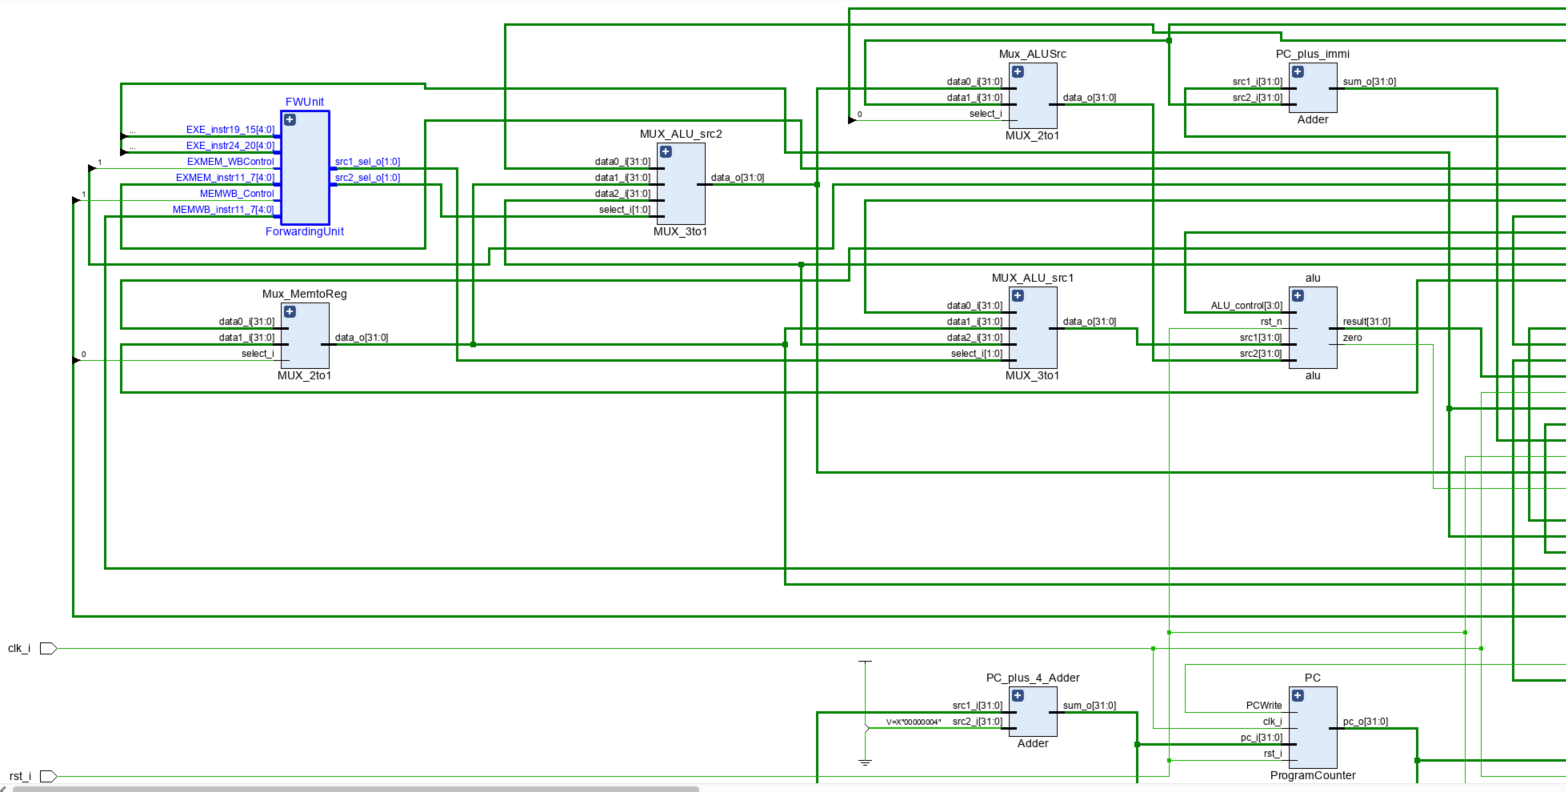 FWUnit
EXE_instr19_15[4:0]
...
EXE_instr24_20[4:0]
...
EXMEM_WBControl
1
EXMEM_instr11_7[4:0]
MEMWB_Control
1
MEMWB_instr11_7[4:0]
src1_sel_o[1:0]
src2_sel_o[1:0]
ForwardingUnit
MUX_ALU_src2
data0_i[31:0]
data1_i[31:0]
data2_i[31:0]
select_i[1:0]
data_o[31:0]
MUX_3to1
Mux_ALUSrc
data0_i[31:0]
data1_i[31:0]
select_i
0
data_o[31:0]
MUX_2to1
PC_plus_immi
src1_i[31:0]
src2_i[31:0]
sum_o[31:0]
Adder
Mux_MemtoReg
data0_i[31:0]
data1_i[31:0]
select_i
0
data_o[31:0]
MUX_2to1
MUX_ALU_src1
data0_i[31:0]
data1_i[31:0]
data2_i[31:0]
select_i[1:0]
data_o[31:0]
MUX_3to1
alu
ALU_control[3:0]
rst_n
src1[31:0]
src2[31:0]
result[31:0]
zero
alu
clk_i
PC_plus_4_Adder
src1_i[31:0]
V=X"00000004"
src2_i[31:0]
sum_o[31:0]
Adder
PC
PCWrite
clk_i
pc_i[31:0]
rst_i
pc_o[31:0]
ProgramCounter
rst_i